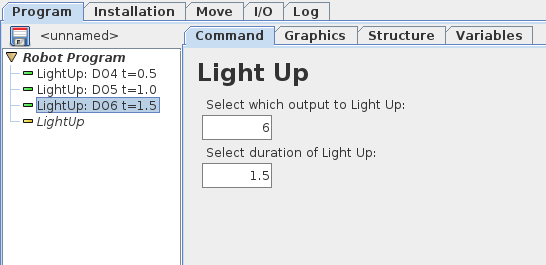 Program Installation Move I/O Log
<unnamed>
Command Graphics Structure Variables
Robot Program
LightUp: DO4 t=0.5
LightUp: DO5 t=1.0
LightUp: DO6 t=1.5
LightUp
Light Up
Select which output to Light Up:
6
Select duration of Light Up:
1.5